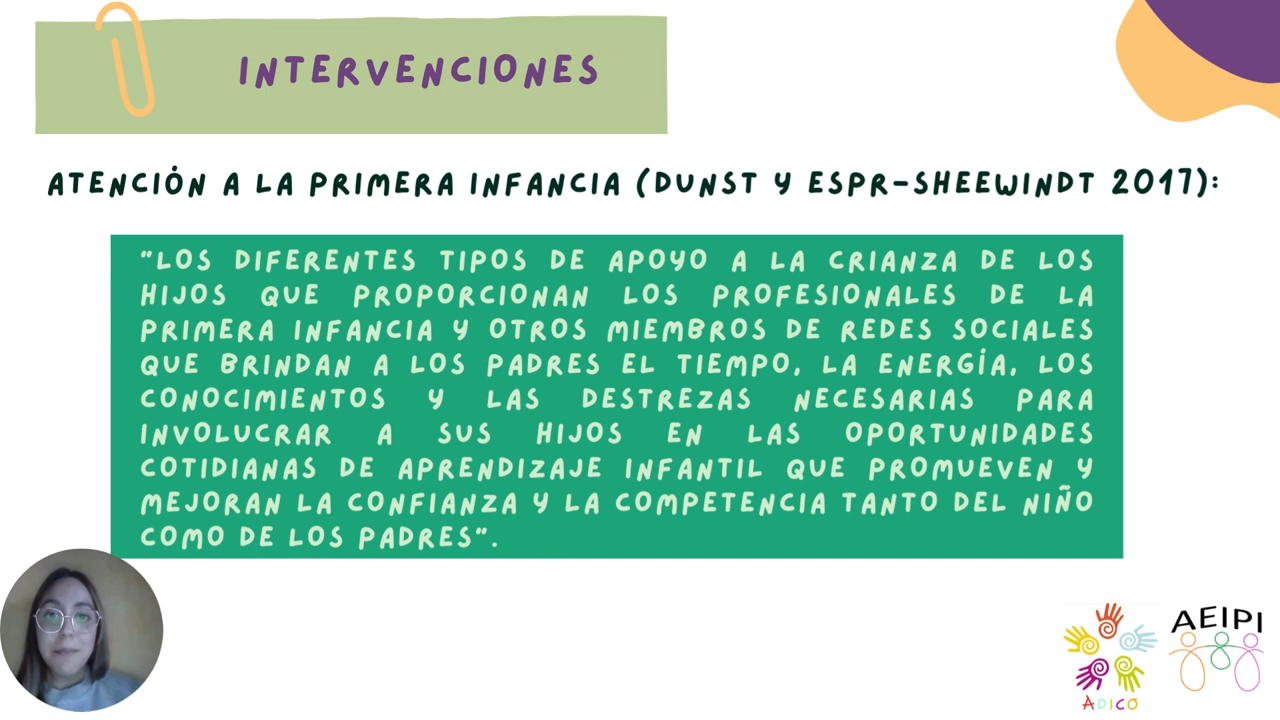 INTERVENCIONES
ATENCIÓN A LA PRIMERA INFANCIA (DUNST Y ESPR-SHEEWINDT 2017):
"LOS DIFERENTES TIPOS DE APOYO A LA CRIANZA DE LOS
HIJOS QUE PROPORCIONAN LOS PROFESIONALES DE LA
PRIMERA INFANCIA Y OTROS MIEMBROS DE REDES SOCIALES
QUE BRINDAN A LOS PADRES EL TIEMPO, LA ENERGÍA, LOS
CONOCIMIENTOS Y LAS DESTREZAS NECESARIAS PARA
INVOLUCRAR A SUS HIJOS EN LAS OPORTUNIDADES
COTIDIANAS DE APRENDIZAJE INFANTIL QUE PROMUEVEN Y
MEJORAN LA CONFIANZA Y LA COMPETENCIA TANTO DEL NIÑO
COMO DE LOS PADRES".
AEIPI
ADICO